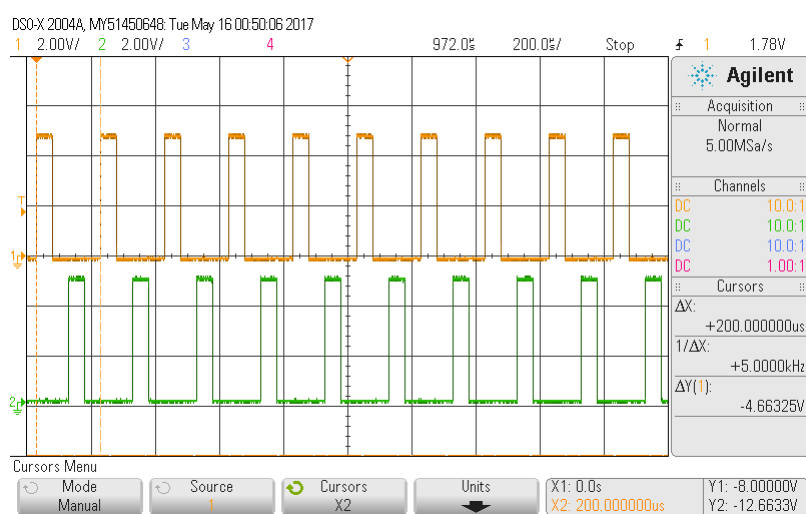 DSO-X 2004A, MY51450648: Tue May 16 00:50:06 2017
1 2.00V/ 2 2.00V/ 3 4 972.0s 200.0s/ Stop 1 1.78V
Agilent
Acquisition
Normal
5.00MSa/s
Channels
DC 10.0:1
DC 10.0:1
DC 10.0:1
DC 1.00:1
Cursors
ΔX:
+200.000000us
1/ΔX:
+5.0000kHz
ΔY(1):
-4.66325V
T
1
2
Cursors Menu
Mode
Manual
Source
1
Cursors
X2
Units
X1: 0.0s
X2: 200.000000us
Y1: -8.00000V
Y2: -12.6633V